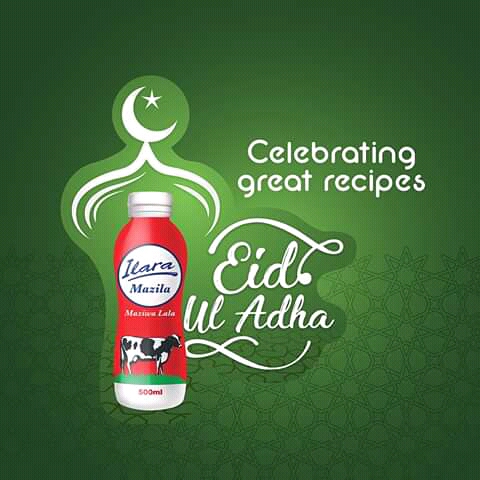 Celebrating
great recipes
Eid
Ul Adha
Ilara
Mazila
Maziwa Lala
500ml